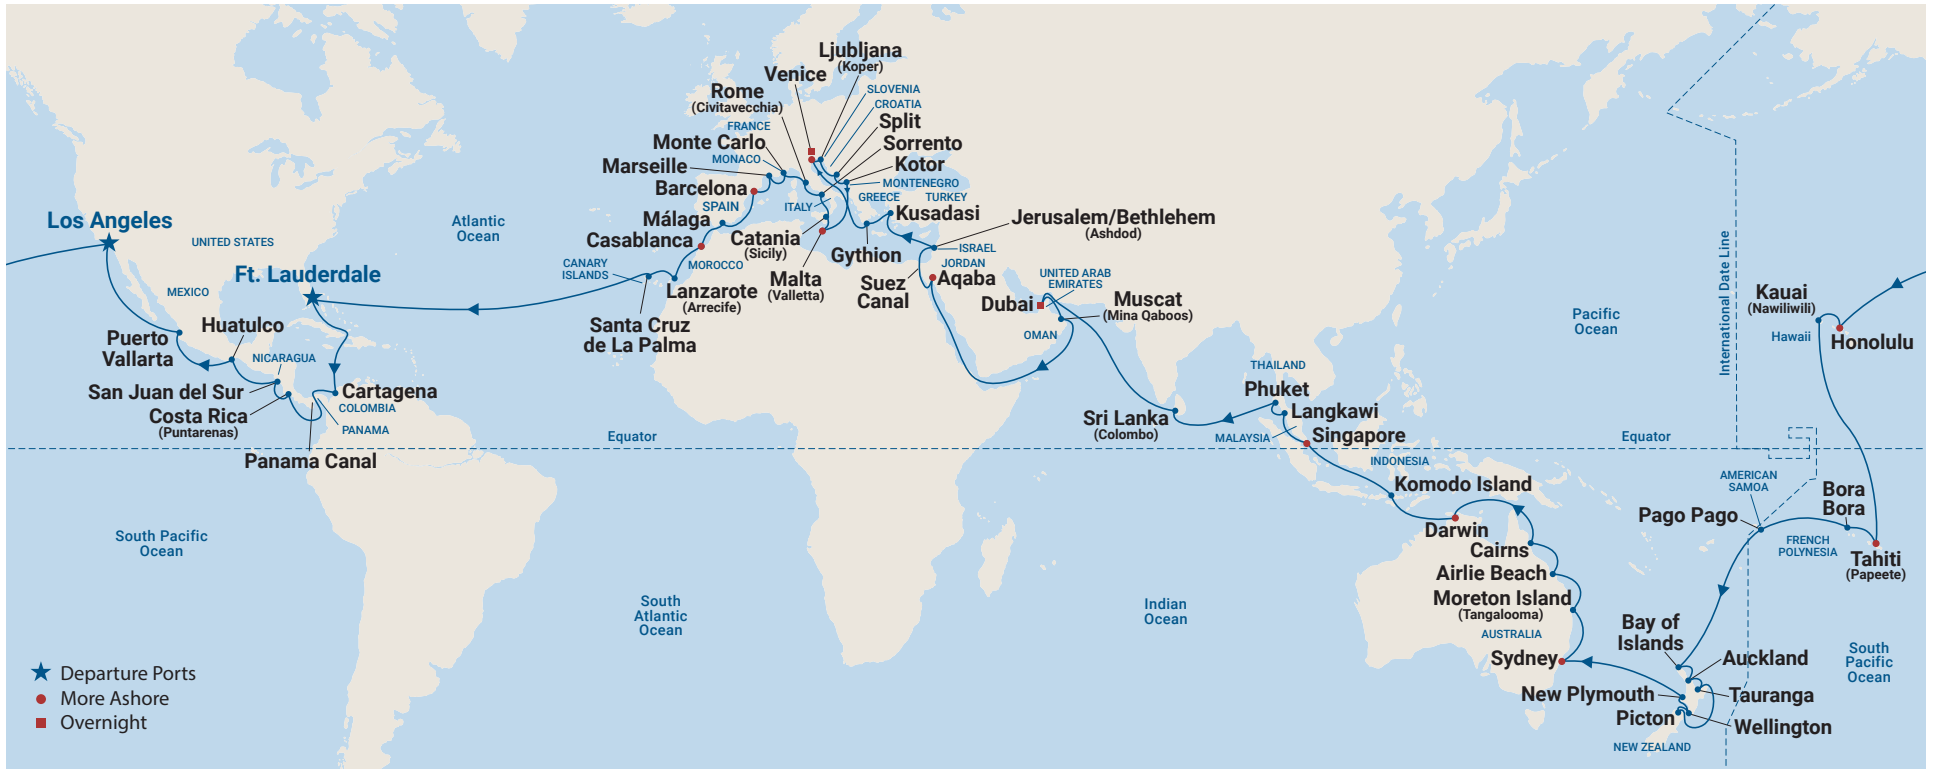 Ljubljana
(Koper)
Venice
Rome
(Civitavecchia)
SLOVENIA
CROATIA
FRANCE
Split
Monte Carlo
Sorrento
MONACO
Marseille
Kotor
Barcelona
MONTENEGRO
SPAIN
ITALY
GREECE
TURKEY
Los Angeles
Atlantic
Ocean
Málaga
Kusadasi
Jerusalem/Bethlehem
(Ashdod)
UNITED STATES
Casablanca
Catania
(Sicily)
Gythion
ISRAEL
Ft. Lauderdale
CANARY
ISLANDS
MOROCCO
Malta
(Valletta)
Suez
Canal
JORDAN
Aqaba
UNITED ARAB
EMIRATES
MEXICO
Lanzarote
(Arrecife)
Dubai
Muscat
(Mina Qaboos)
International Date Line
Kauai
(Nawiliwili)
Pacific
Ocean
Huatulco
Santa Cruz
de La Palma
OMAN
Hawaii
Honolulu
Puerto
Vallarta
NICARAGUA
THAILAND
San Juan del Sur
Cartagena
COLOMBIA
Phuket
Costa Rica
(Puntarenas)
PANAMA
Sri Lanka
(Colombo)
Langkawi
MALAYSIA
Singapore
Equator
Equator
Panama Canal
INDONESIA
Komodo Island
AMERICAN
SAMOA
Bora
Bora
Pago Pago
South Pacific
Ocean
Darwin
FRENCH
POLYNESIA
Cairns
Tahiti
(Papeete)
Airlie Beach
South
Atlantic
Ocean
Indian
Ocean
Moreton Island
(Tangalooma)
AUSTRALIA
Bay of
Islands
Sydney
Auckland
South
Pacific
Ocean
Departure Ports
New Plymouth
Tauranga
More Ashore
Picton
Wellington
Overnight
NEW ZEALAND